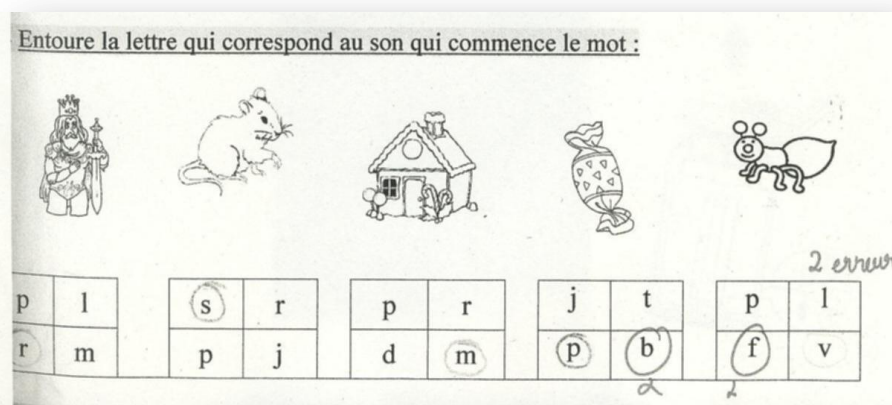 Entoure la lettre qui correspond au son qui commence le mot :
2 erreur
p l s r p r j t p l
r m p j d m p b f v
2 2